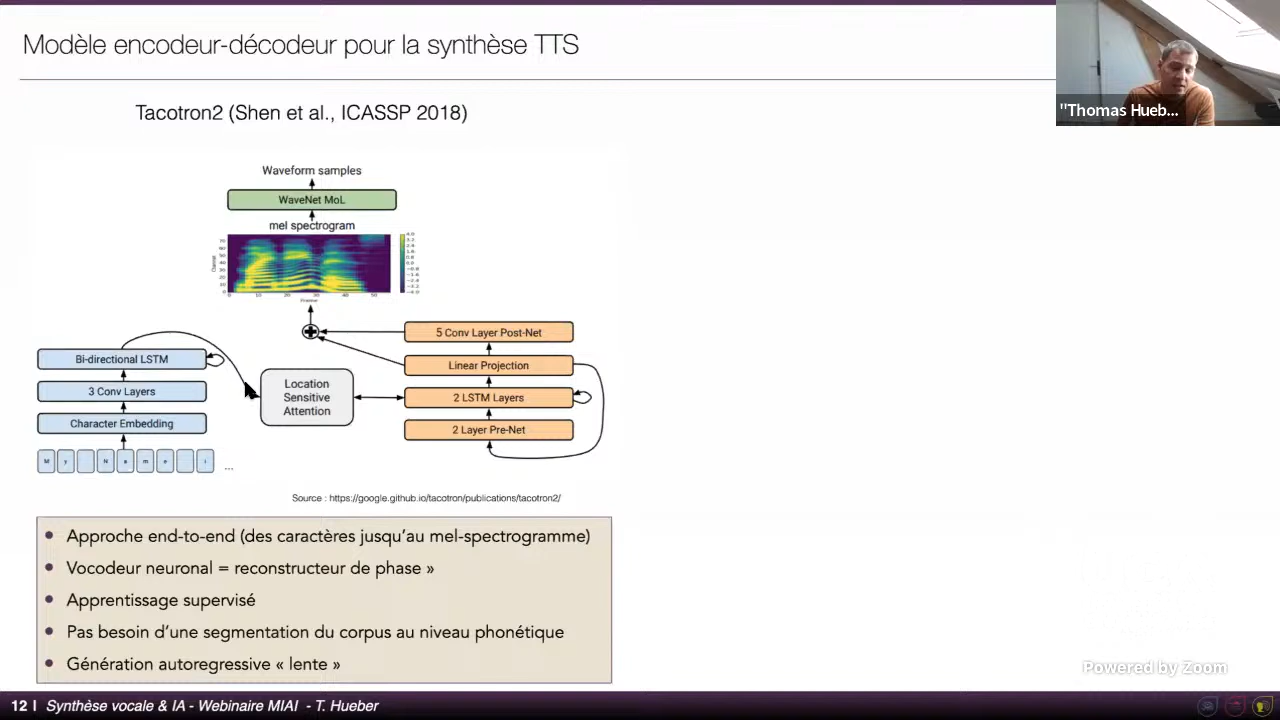 Modèle encodeur-décodeur pour la synthèse TTS
"Thomas Hueb...
Tacotron2 (Shen et al., ICASSP 2018)
Waveform samples
WaveNet MoL
mel spectrogram
5 Conv Layer Post-Net
Bi-directional LSTM
Linear Projection
3 Conv Layers
Location
Sensitive
Attention
2 LSTM Layers
Character Embedding
2 Layer Pre-Net
M y N a m e i ...
Source : https://google.github.io/tacotron/publications/tacotron2/
• Approche end-to-end (des caractères jusqu'au mel-spectrogramme)
• Vocodeur neuronal = reconstructeur de phase »
• Apprentissage supervisé
• Pas besoin d'une segmentation du corpus au niveau phonétique
• Génération autoregressive « lente »
Powered by Zoom
12 I Synthèse vocale & IA - Webinaire MIAI - T. Hueber